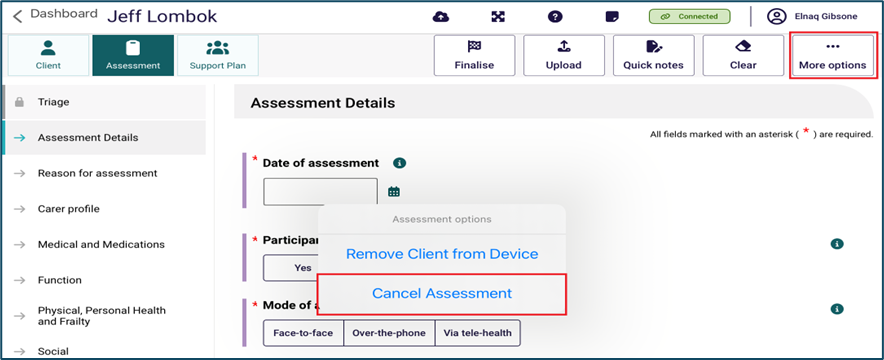 Dashboard Jeff Lombok
Connected
Elnaq Gibsone
Client
Assessment
Support Plan
Finalise
Upload
Quick notes
Clear
More options
Triage
Assessment Details
Reason for assessment
Carer profile
Medical and Medications
Function
Physical, Personal Health
and Frailty
Social
Assessment Details
All fields marked with an asterisk ( * ) are required.
* Date of assessment
* Participa
Yes
* Mode of a
Face-to-face
Over-the-phone
Via tele-health
Assessment options
Remove Client from Device
Cancel Assessment